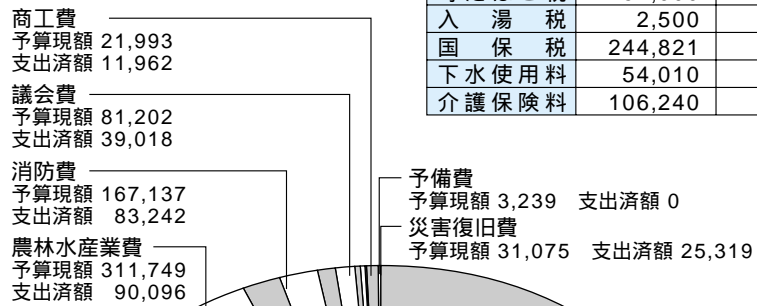 商工費
予算現額 21,993
支出済額 11,962
議会費
予算現額 81,202
支出済額 39,018
消防費
予算現額 167,137
支出済額 83,242
農林水産業費
予算現額 311,749
支出済額 90,096
入湯税 2,500
国保税 244,821
下水使用料 54,010
介護保険料 106,240
予備費
予算現額 3,239 支出済額 0
災害復旧費
予算現額 31,075 支出済額 25,319